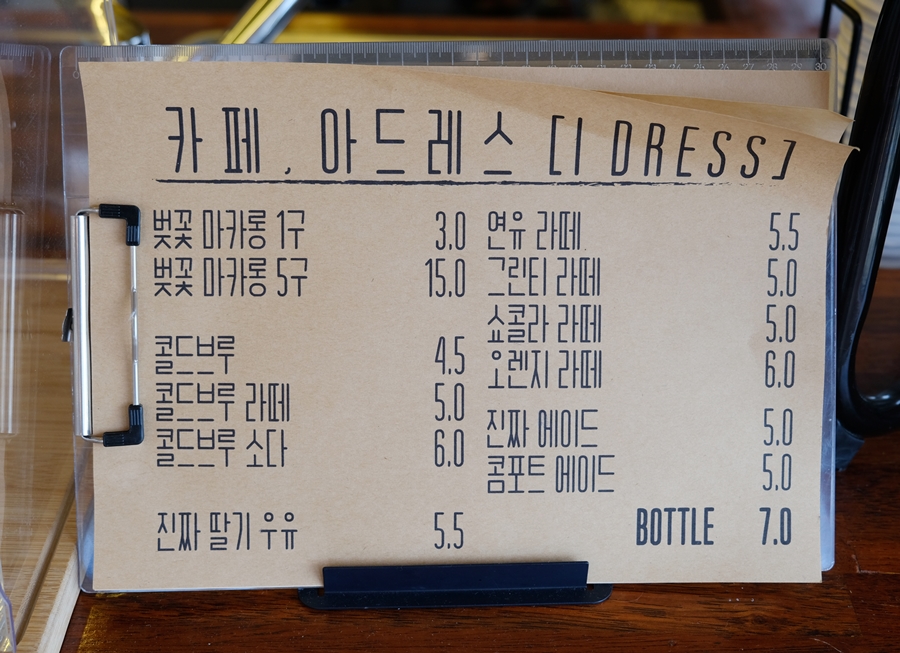 카페, 아드레스 [I DRESS]
벚꽃 마카롱 1구 3.0
벚꽃 마카롱 5구 15.0
콜드브루 4.5
콜드브루 라떼 5.0
콜드브루 소다 6.0
진짜 딸기 우유 5.5
연유 라떼 5.5
그린티 라떼 5.0
쇼콜라 라떼 5.0
오렌지 라떼 6.0
진짜 에이드 5.0
콤포트 에이드 5.0
BOTTLE 7.0